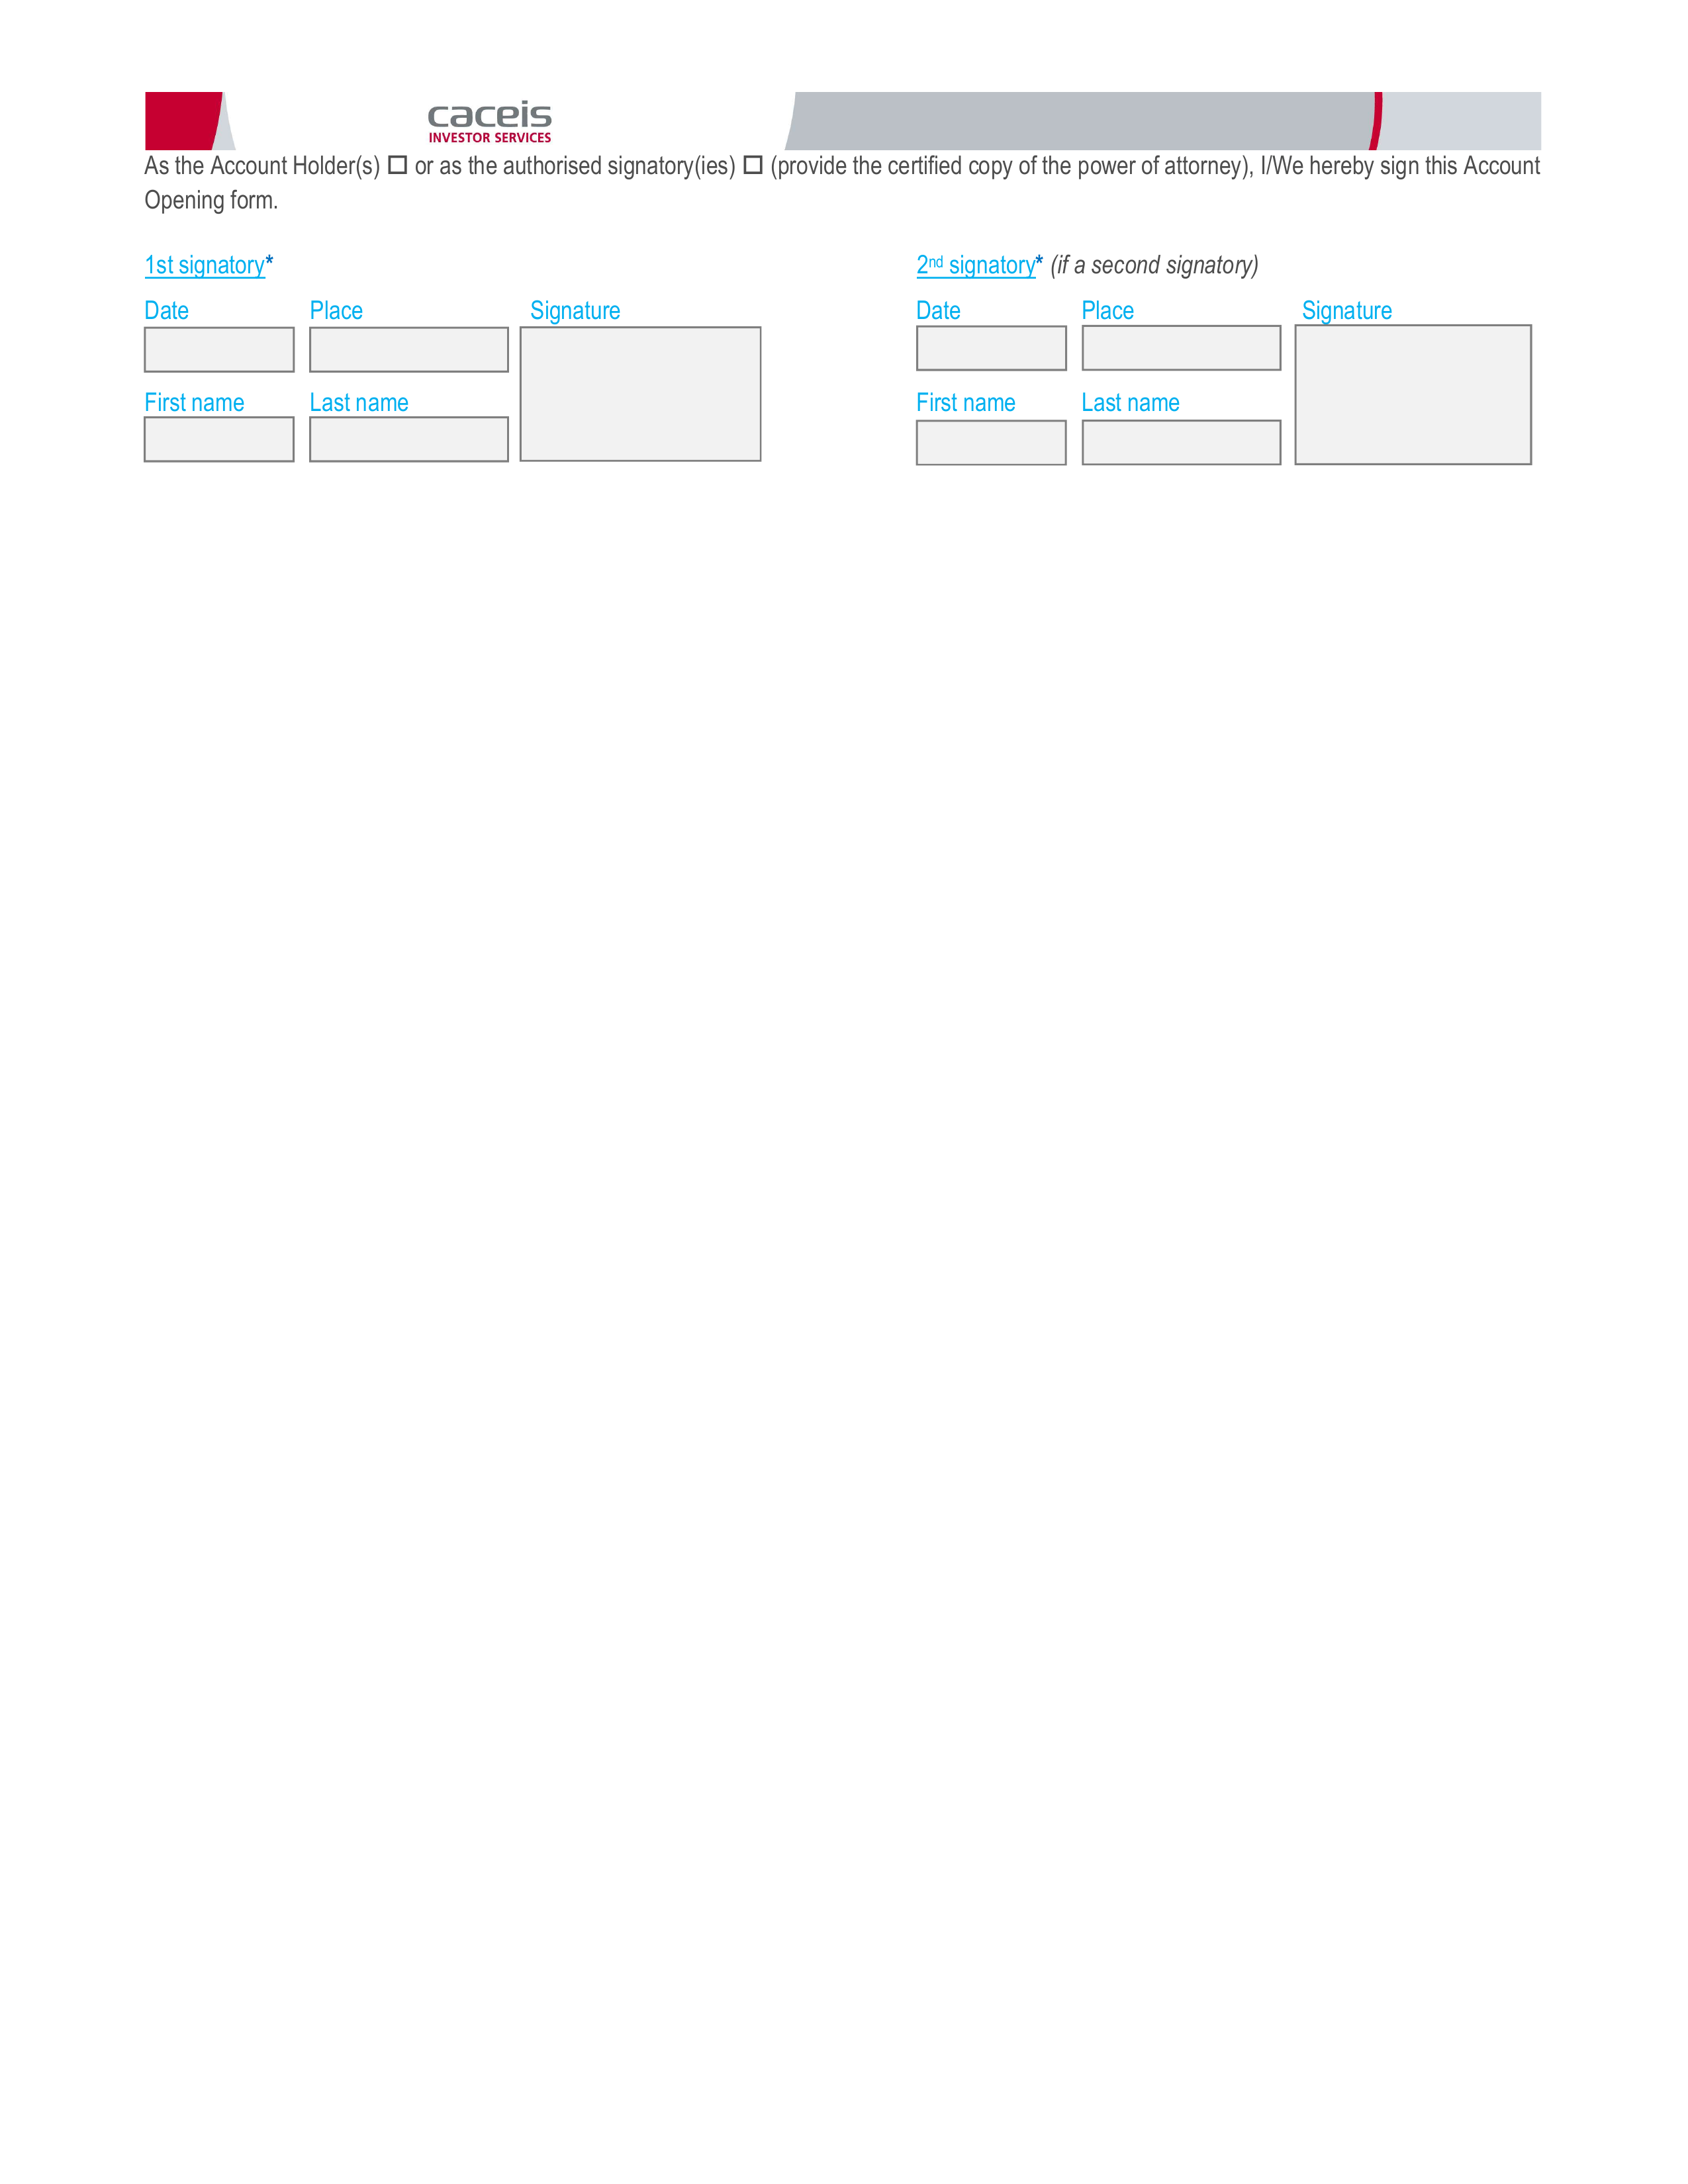 caceis
INVESTOR SERVICES
As the Account Holder(s) ☐ or as the authorised signatory(ies) ☐ (provide the certified copy of the power of attorney), I/We hereby sign this Account
Opening form.
1st signatory*
Date Place Signature
First name Last name
2nd signatory* (if a second signatory)
Date Place Signature
First name Last name